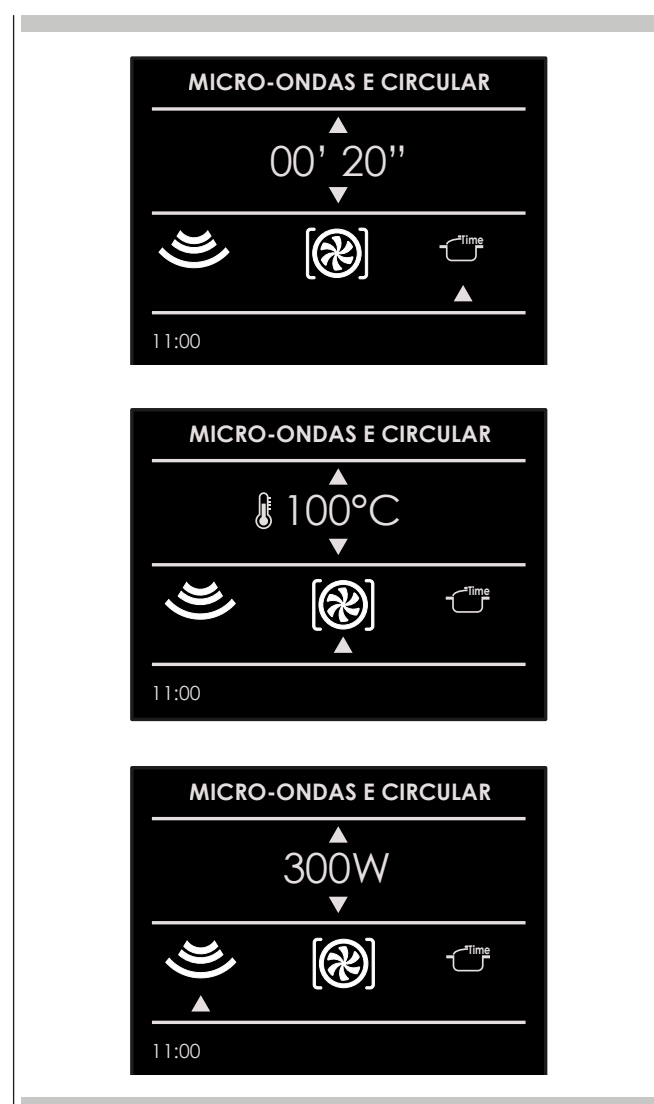 MICRO-ONDAS E CIRCULAR
00’ 20”
Time
11:00
MICRO-ONDAS E CIRCULAR
100°C
Time
11:00
MICRO-ONDAS E CIRCULAR
300W
Time
11:00